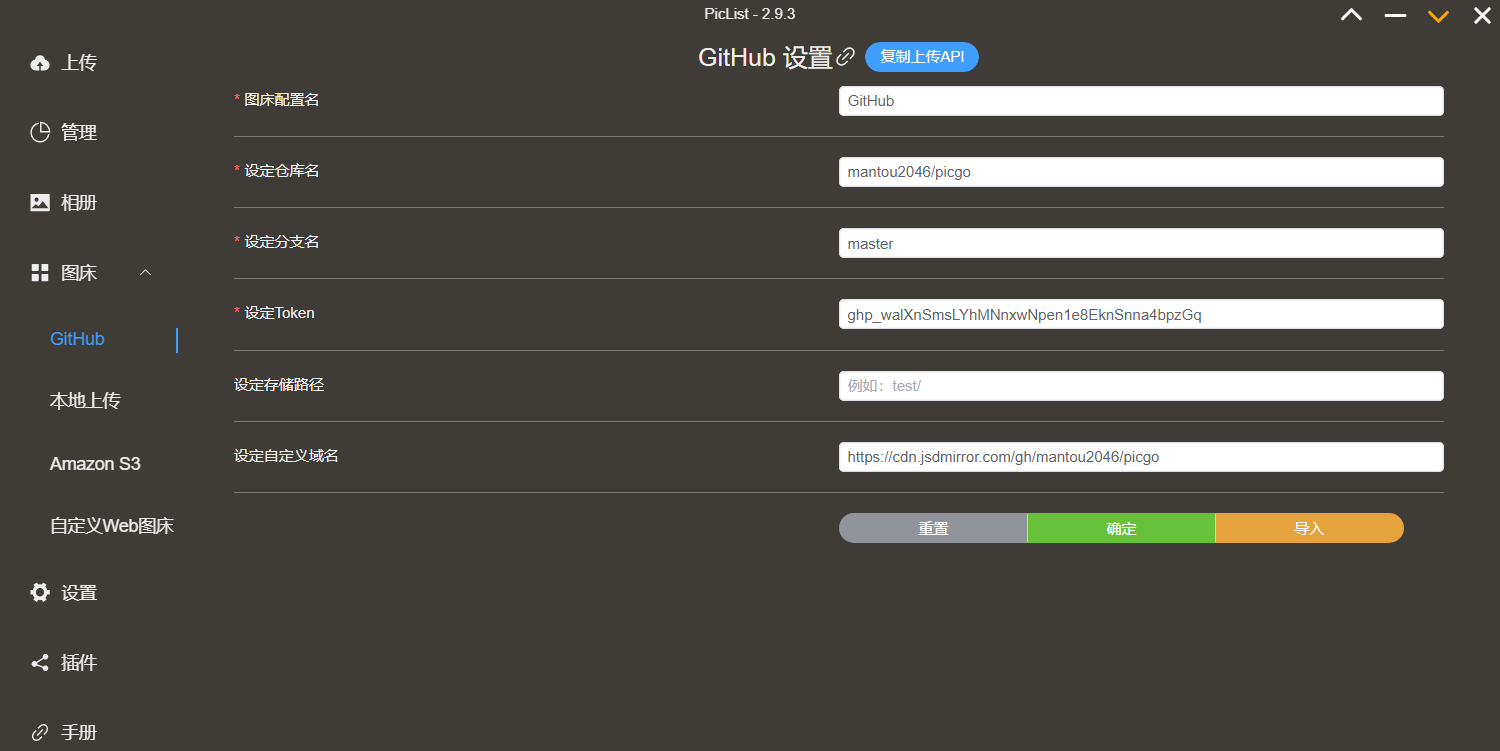 PicList - 2.9.3
上传
管理
相册
图床
GitHub
本地上传
Amazon S3
自定义Web图床
设置
插件
手册
GitHub 设置 复制上传API
* 图床配置名 GitHub
* 设定仓库名 mantou2046/picgo
* 设定分支名 master
* 设定Token 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
设定存储路径 例如：test/
设定自定义域名 https://cdn.jsdmirror.com/gh/mantou2046/picgo
重置 确定 导入